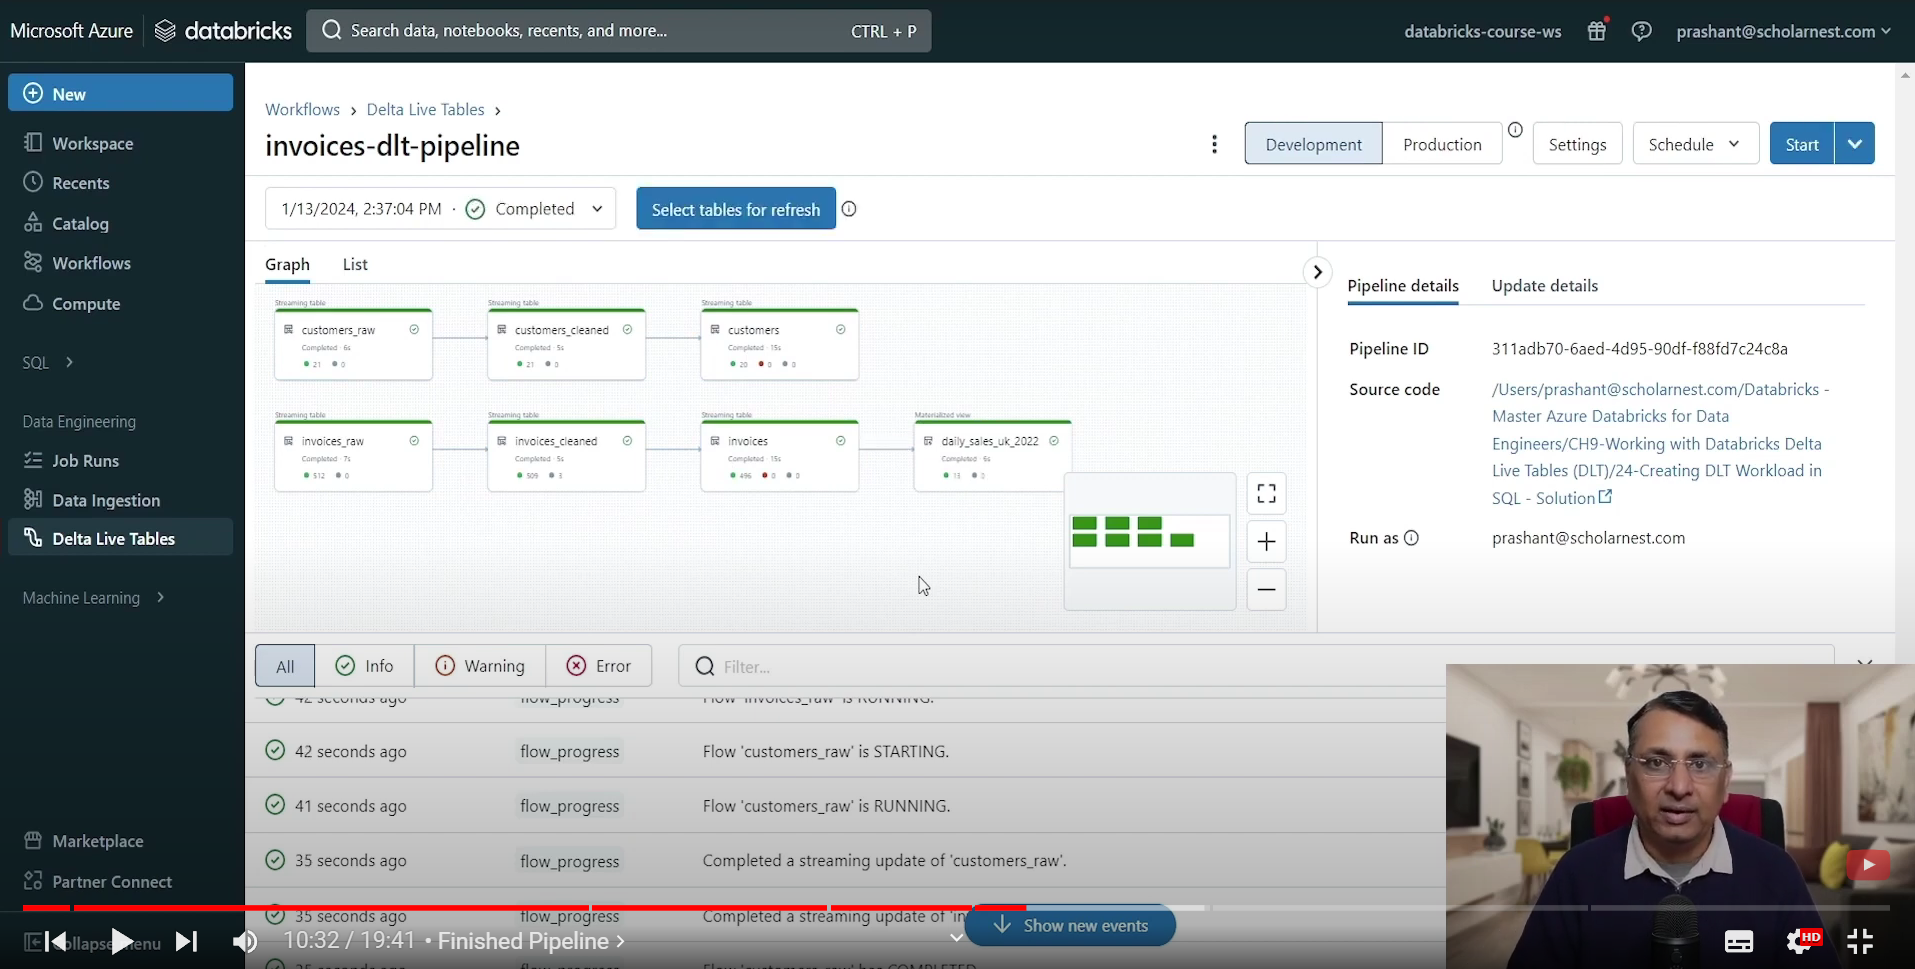 Microsoft Azure
databricks
Search data, notebooks, recents, and more...
CTRL + P
databricks-course-ws
prashant@scholarnest.com
New
Workspace
Recents
Catalog
Workflows
Compute
SQL
Data Engineering
Job Runs
Data Ingestion
Delta Live Tables
Machine Learning
Marketplace
Partner Connect
Collapse menu
Workflows › Delta Live Tables ›
invoices-dlt-pipeline
Development
Production
Settings
Schedule
Start
1/13/2024, 2:37:04 PM · Completed
Select tables for refresh
Graph
List
Streaming table
customers_raw
Completed · 6s
21 0
Streaming table
customers_cleaned
Completed · 5s
21 0
Streaming table
customers
Completed · 15s
20 0 0
Streaming table
invoices_raw
Completed · 7s
512 0
Streaming table
invoices_cleaned
Completed · 5s
509 3
Streaming table
invoices
Completed · 15s
496 0 0
Materialized view
daily_sales_uk_2022
Completed · 6s
13 0
Pipeline details
Update details
Pipeline ID
311adb70-6aed-4d95-90df-f88fd7c24c8a
Source code
/Users/prashant@scholarnest.com/Databricks -
Master Azure Databricks for Data
Engineers/CH9-Working with Databricks Delta
Live Tables (DLT)/24-Creating DLT Workload in
SQL - Solution
Run as
prashant@scholarnest.com
All
Info
Warning
Error
Filter...
42 seconds ago flow_progress Flow 'invoices_raw' is RUNNING.
42 seconds ago flow_progress Flow 'customers_raw' is STARTING.
41 seconds ago flow_progress Flow 'customers_raw' is RUNNING.
35 seconds ago flow_progress Completed a streaming update of 'customers_raw'.
35 seconds ago flow_progress Completed a streaming update of 'in
Show new events
35 seconds ago flow_progress Flow 'customers_raw' has COMPLETED.
10:32 / 19:41 • Finished Pipeline ›
HD